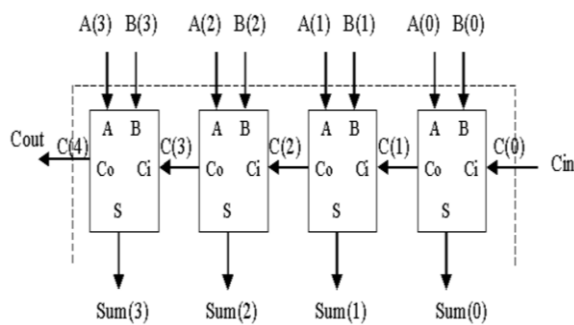 A(3) B(3) A(2) B(2) A(1) B(1) A(0) B(0)
A B A B A B A B
Cout C(4) C(3) C(2) C(1) C(0)
Co Ci Co Ci Co Ci Co Ci Cin
S S S S
Sum(3) Sum(2) Sum(1) Sum(0)